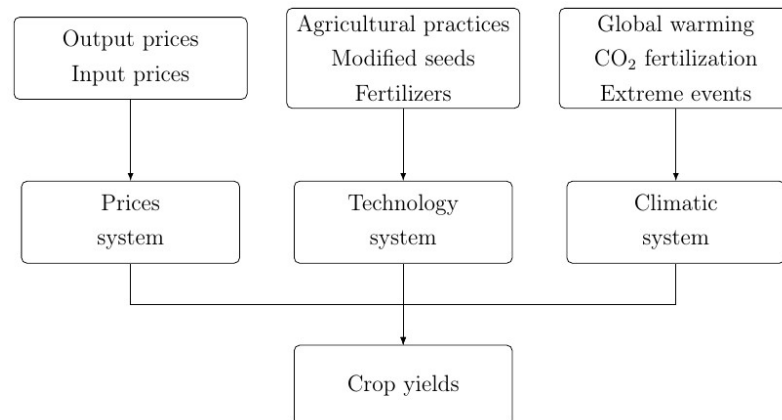 Output prices
Input prices
Agricultural practices
Modified seeds
Fertilizers
Global warming
CO₂ fertilization
Extreme events
Prices
system
Technology
system
Climatic
system
Crop yields